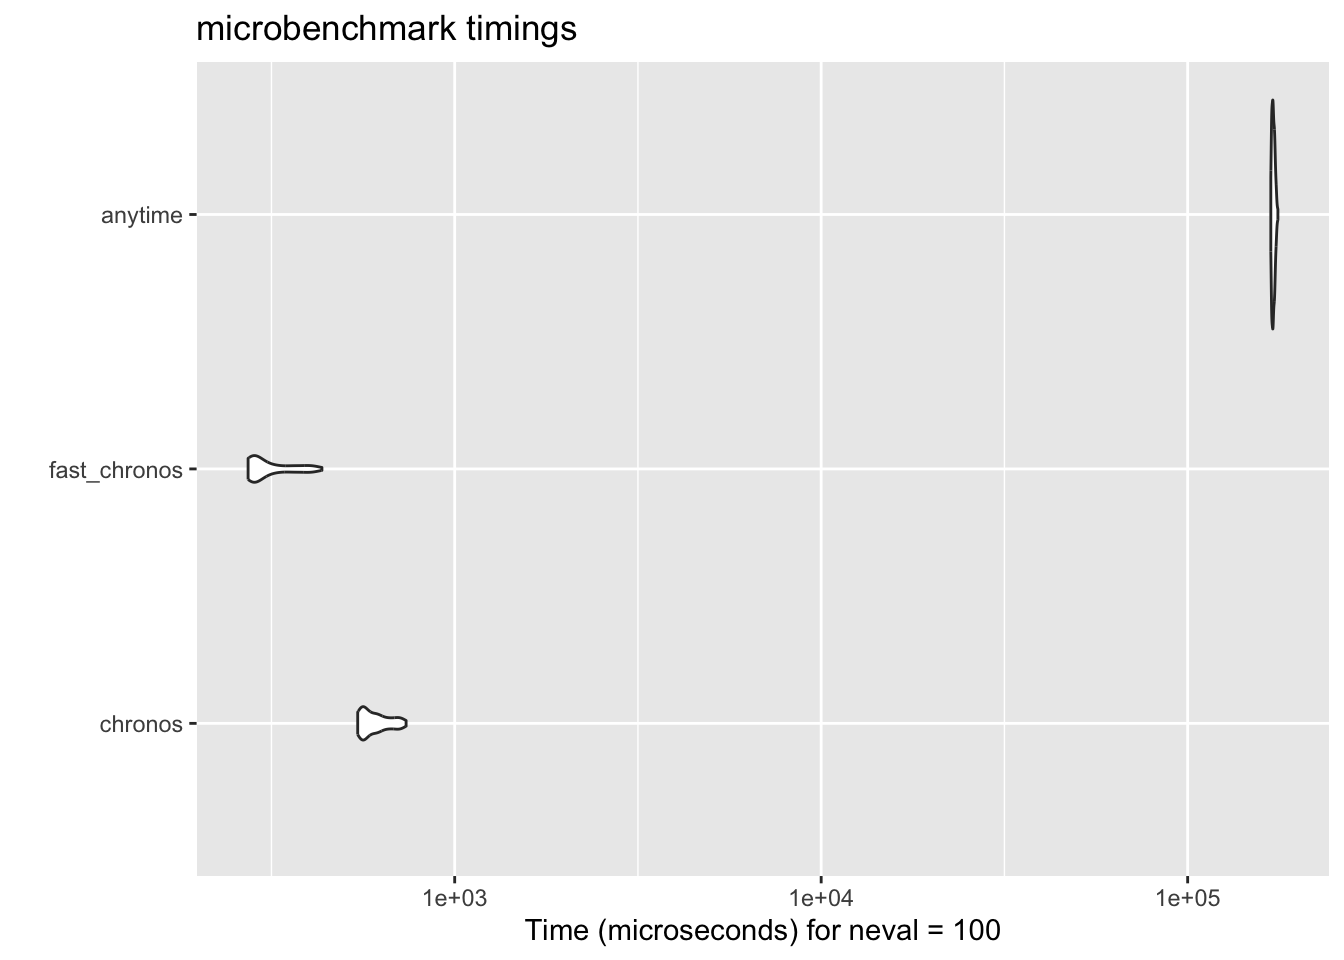 microbenchmark timings
anytime
fast_chronos
chronos
1e+03 1e+04 1e+05
Time (microseconds) for neval = 100